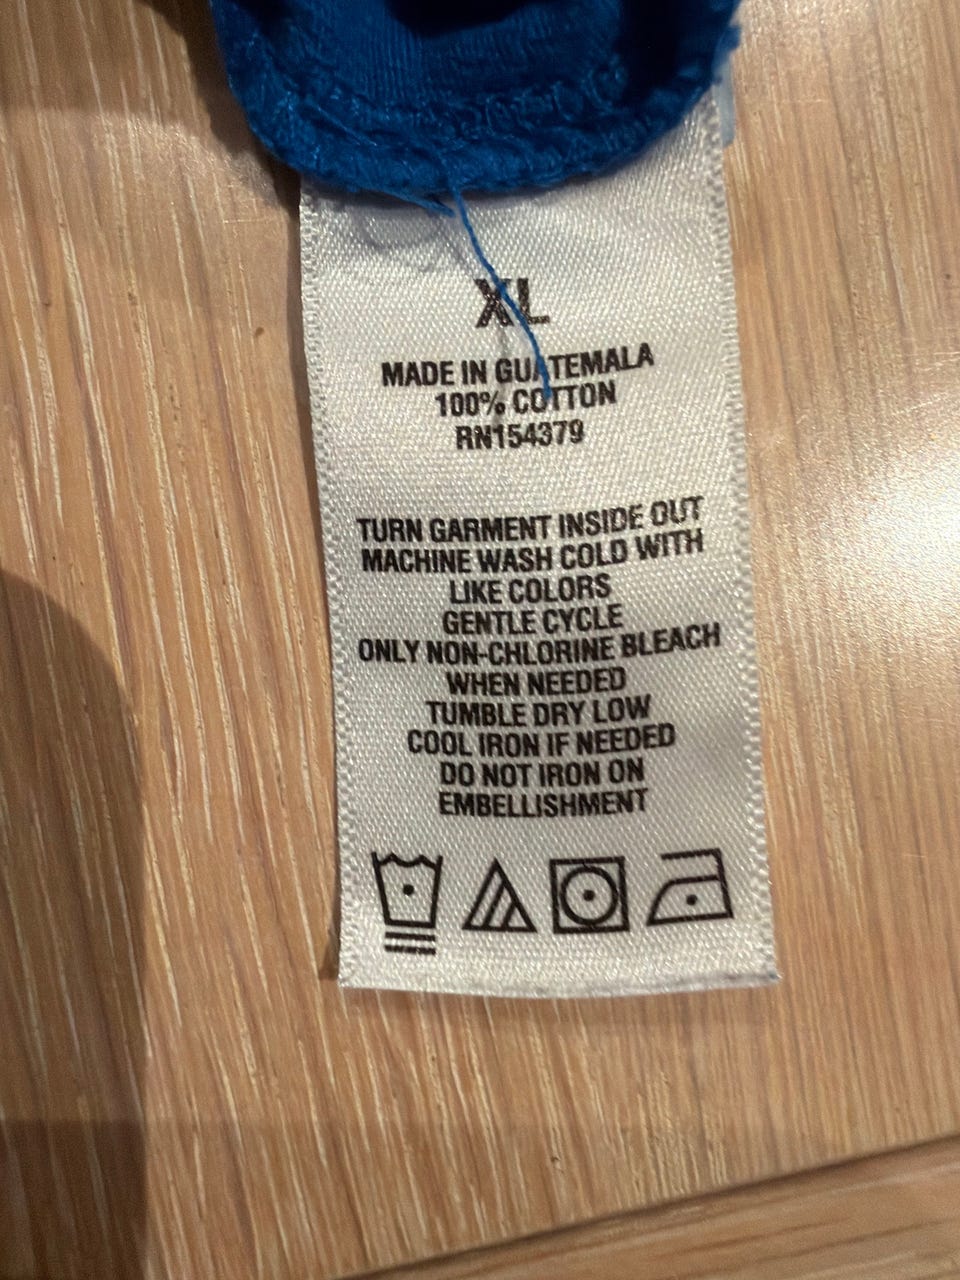 XL
MADE IN GUATEMALA
100% COTTON
RN154379
TURN GARMENT INSIDE OUT
MACHINE WASH COLD WITH
LIKE COLORS
GENTLE CYCLE
ONLY NON-CHLORINE BLEACH
WHEN NEEDED
TUMBLE DRY LOW
COOL IRON IF NEEDED
DO NOT IRON ON
EMBELLISHMENT